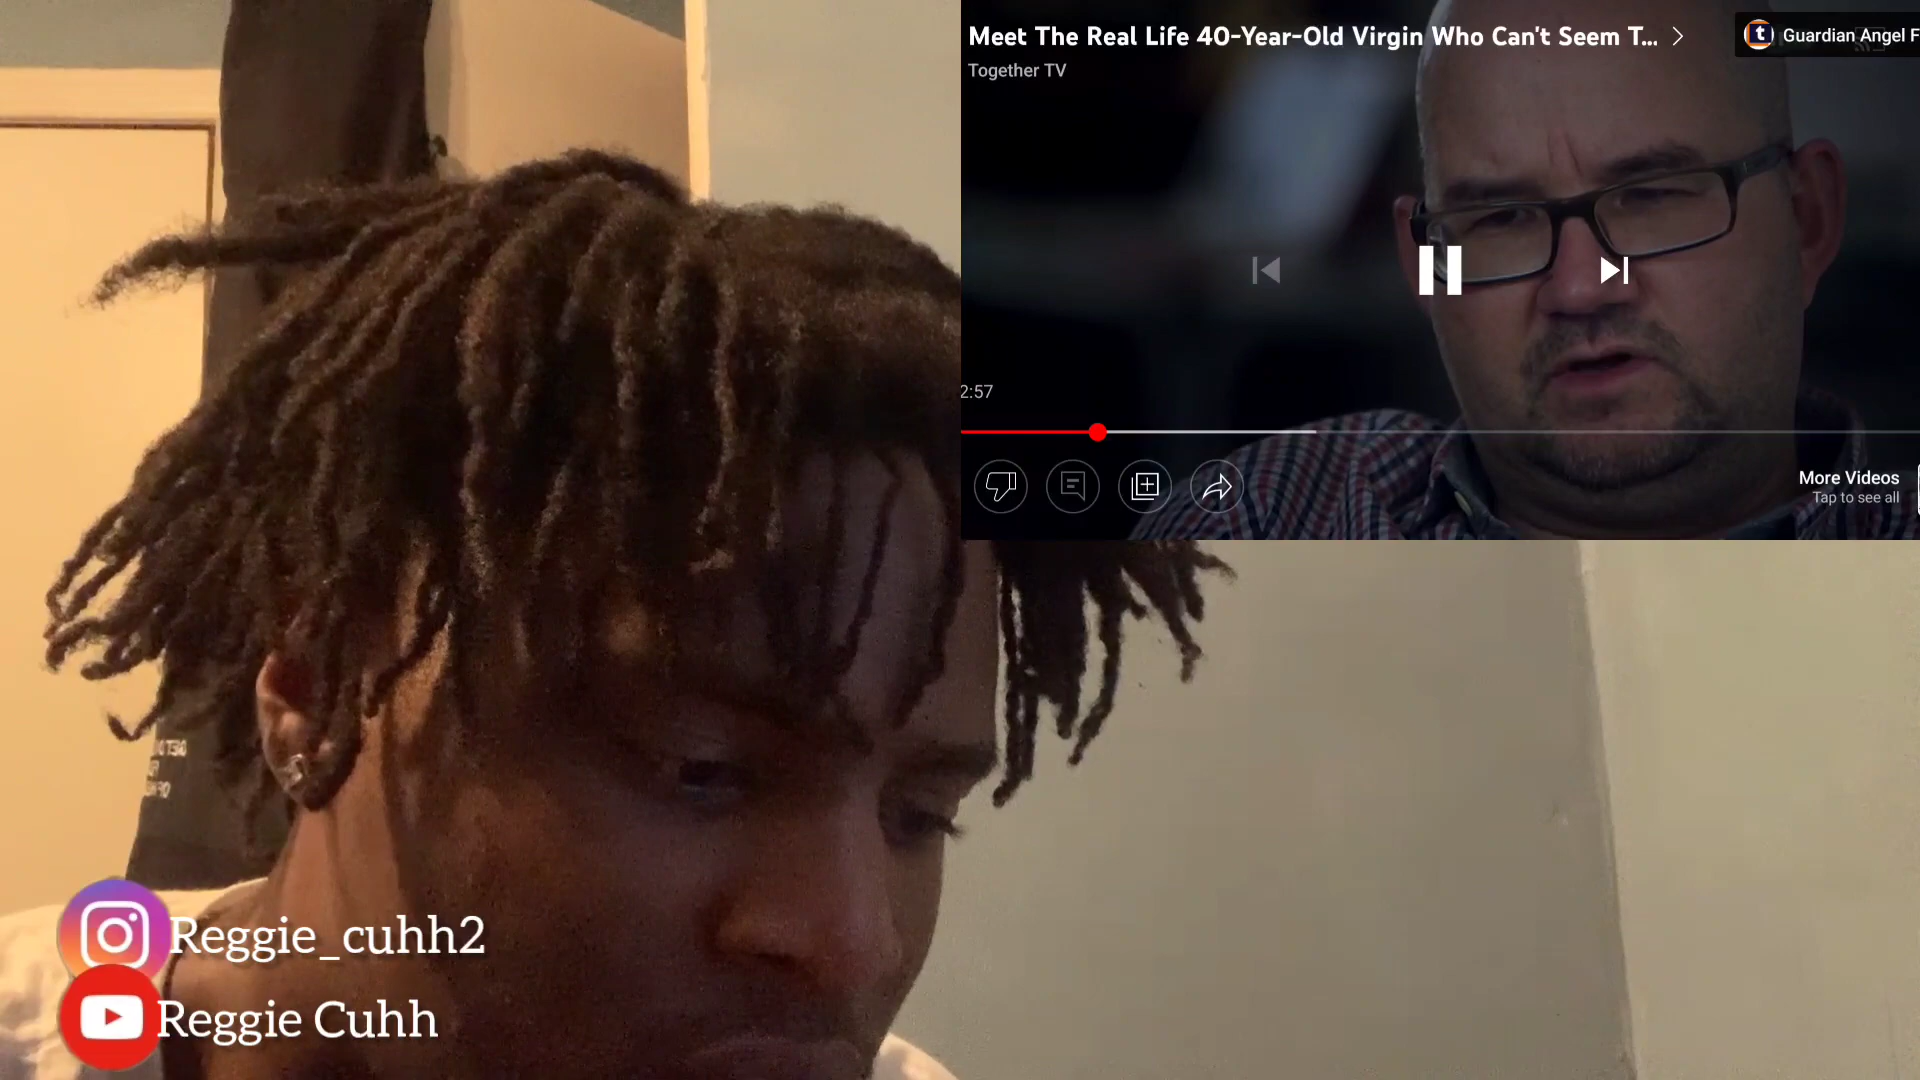 Meet The Real Life 40-Year-Old Virgin Who Can't Seem T...
Together TV
Guardian Angel F
2:57
More Videos
Tap to see all
Reggie_cuhh2
Reggie Cuhh